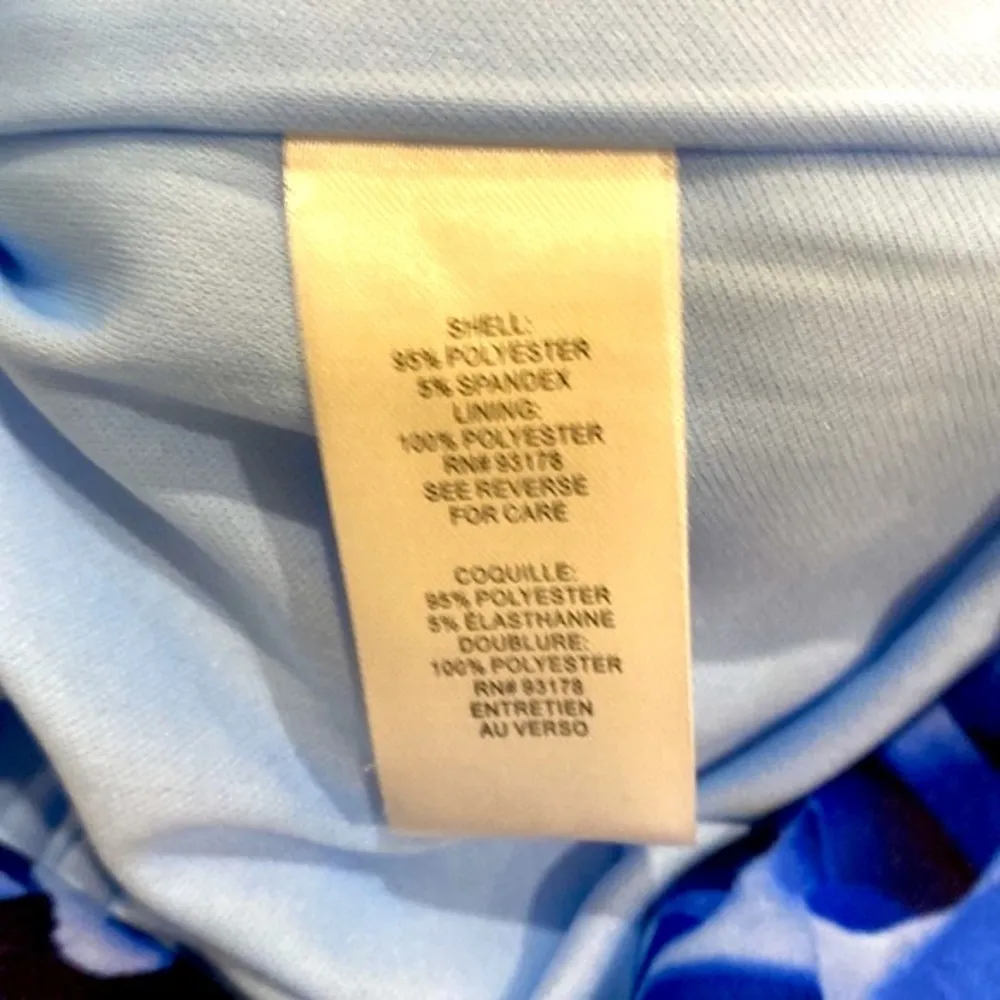 SHELL:
95% POLYESTER
5% SPANDEX
LINING:
100% POLYESTER
RN# 93178
SEE REVERSE
FOR CARE
COQUILLE:
95% POLYESTER
5% ÉLASTHANNE
DOUBLURE:
100% POLYESTER
RN# 93178
ENTRETIEN
AU VERSO